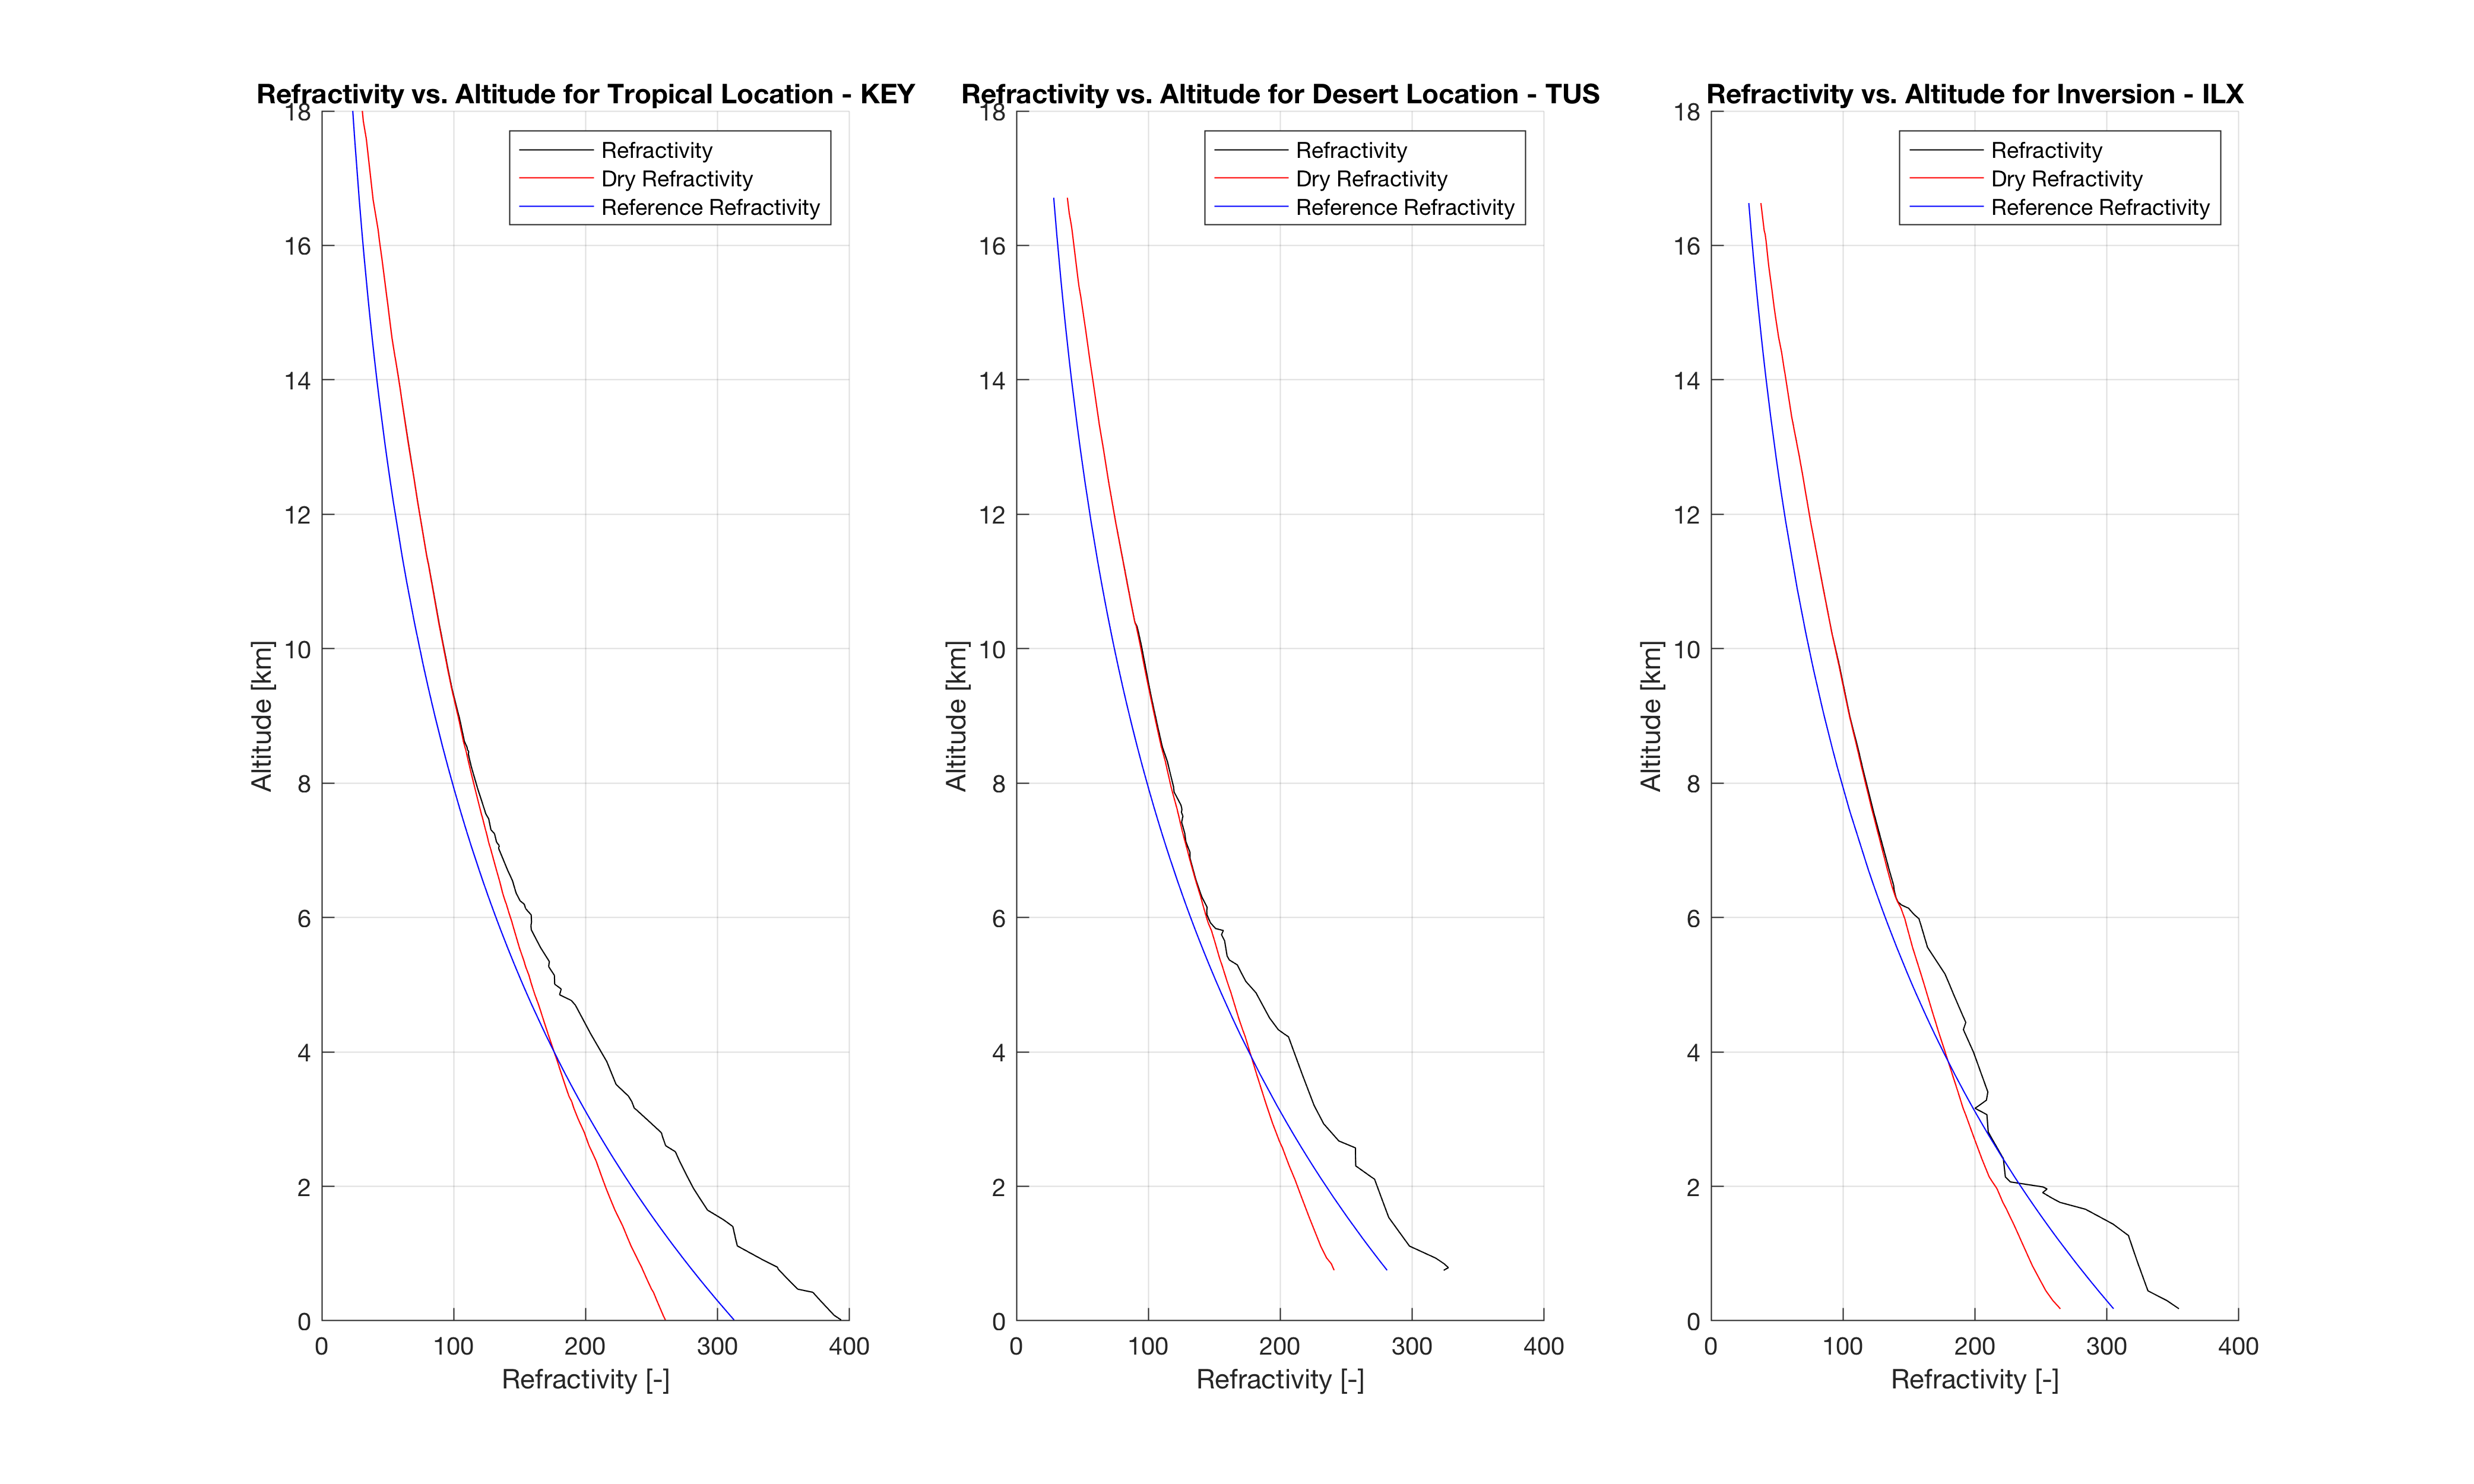 Refractivity vs. Altitude for Tropical Location - KEY
18
16
14
12
10
8
6
4
2
0
Altitude [km]
Refractivity
Dry Refractivity
Reference Refractivity
0 100 200 300 400
Refractivity [-]
Refractivity vs. Altitude for Desert Location - TUS
18
16
14
12
10
8
6
4
2
0
Altitude [km]
Refractivity
Dry Refractivity
Reference Refractivity
0 100 200 300 400
Refractivity [-]
Refractivity vs. Altitude for Inversion - ILX
18
16
14
12
10
8
6
4
2
0
Altitude [km]
Refractivity
Dry Refractivity
Reference Refractivity
0 100 200 300 400
Refractivity [-]